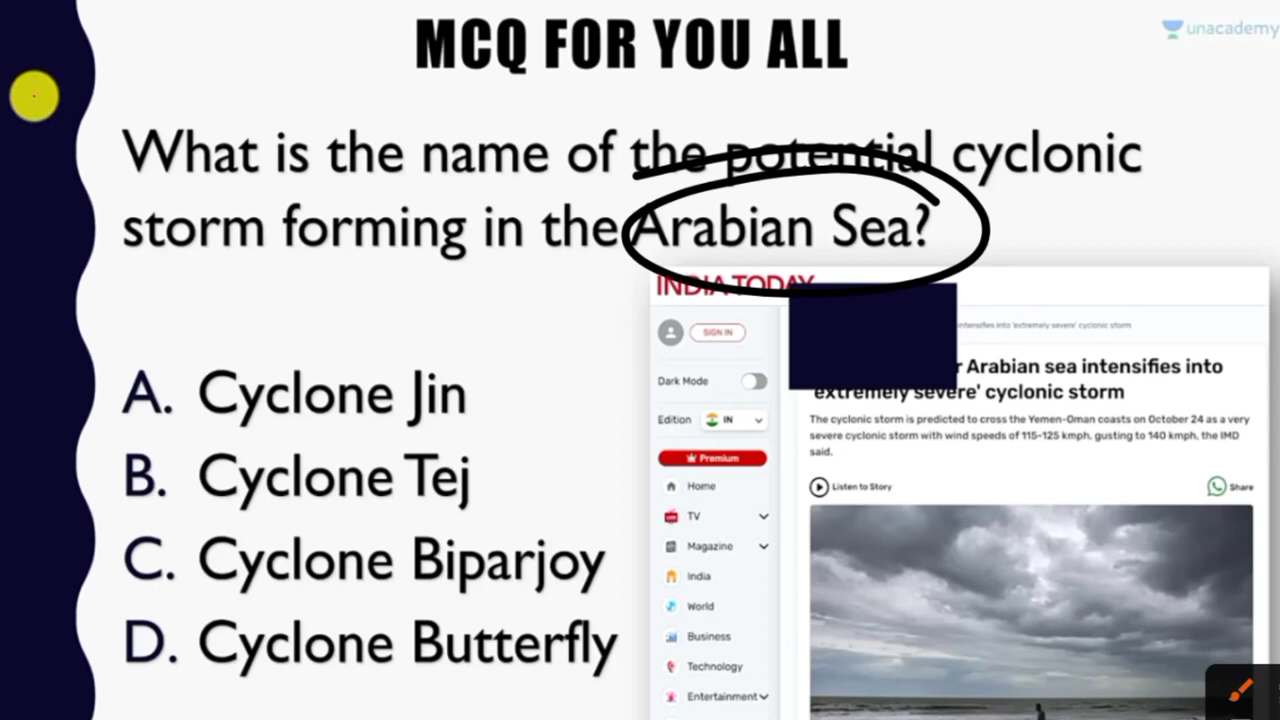 MCQ FOR YOU ALL
unacademy
What is the name of the potential cyclonic
storm forming in the Arabian Sea?
A. Cyclone Jin
B. Cyclone Tej
C. Cyclone Biparjoy
D. Cyclone Butterfly
INDIA TODAY
SIGN IN
Dark Mode
Edition IN
Premium
Home
TV
Magazine
India
World
Business
Technology
Entertainment
intensifies into 'extremely severe' cyclonic storm
Arabian sea intensifies into
'extremely severe' cyclonic storm
The cyclonic storm is predicted to cross the Yemen-Oman coasts on October 24 as a very
severe cyclonic storm with wind speeds of 115-125 kmph, gusting to 140 kmph, the IMD
said.
Listen to Story
Share